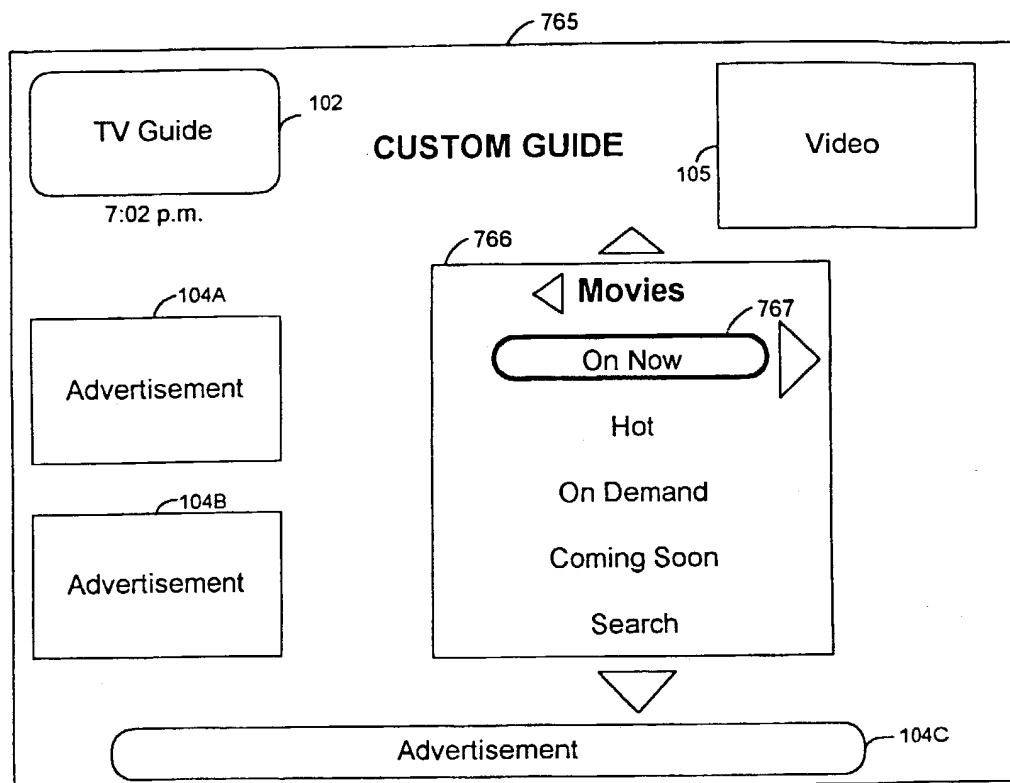 765
TV Guide
102
CUSTOM GUIDE
Video
105
7:02 p.m.
766
Movies
767
On Now
104A
Advertisement
Hot
On Demand
104B
Advertisement
Coming Soon
Search
Advertisement
104C